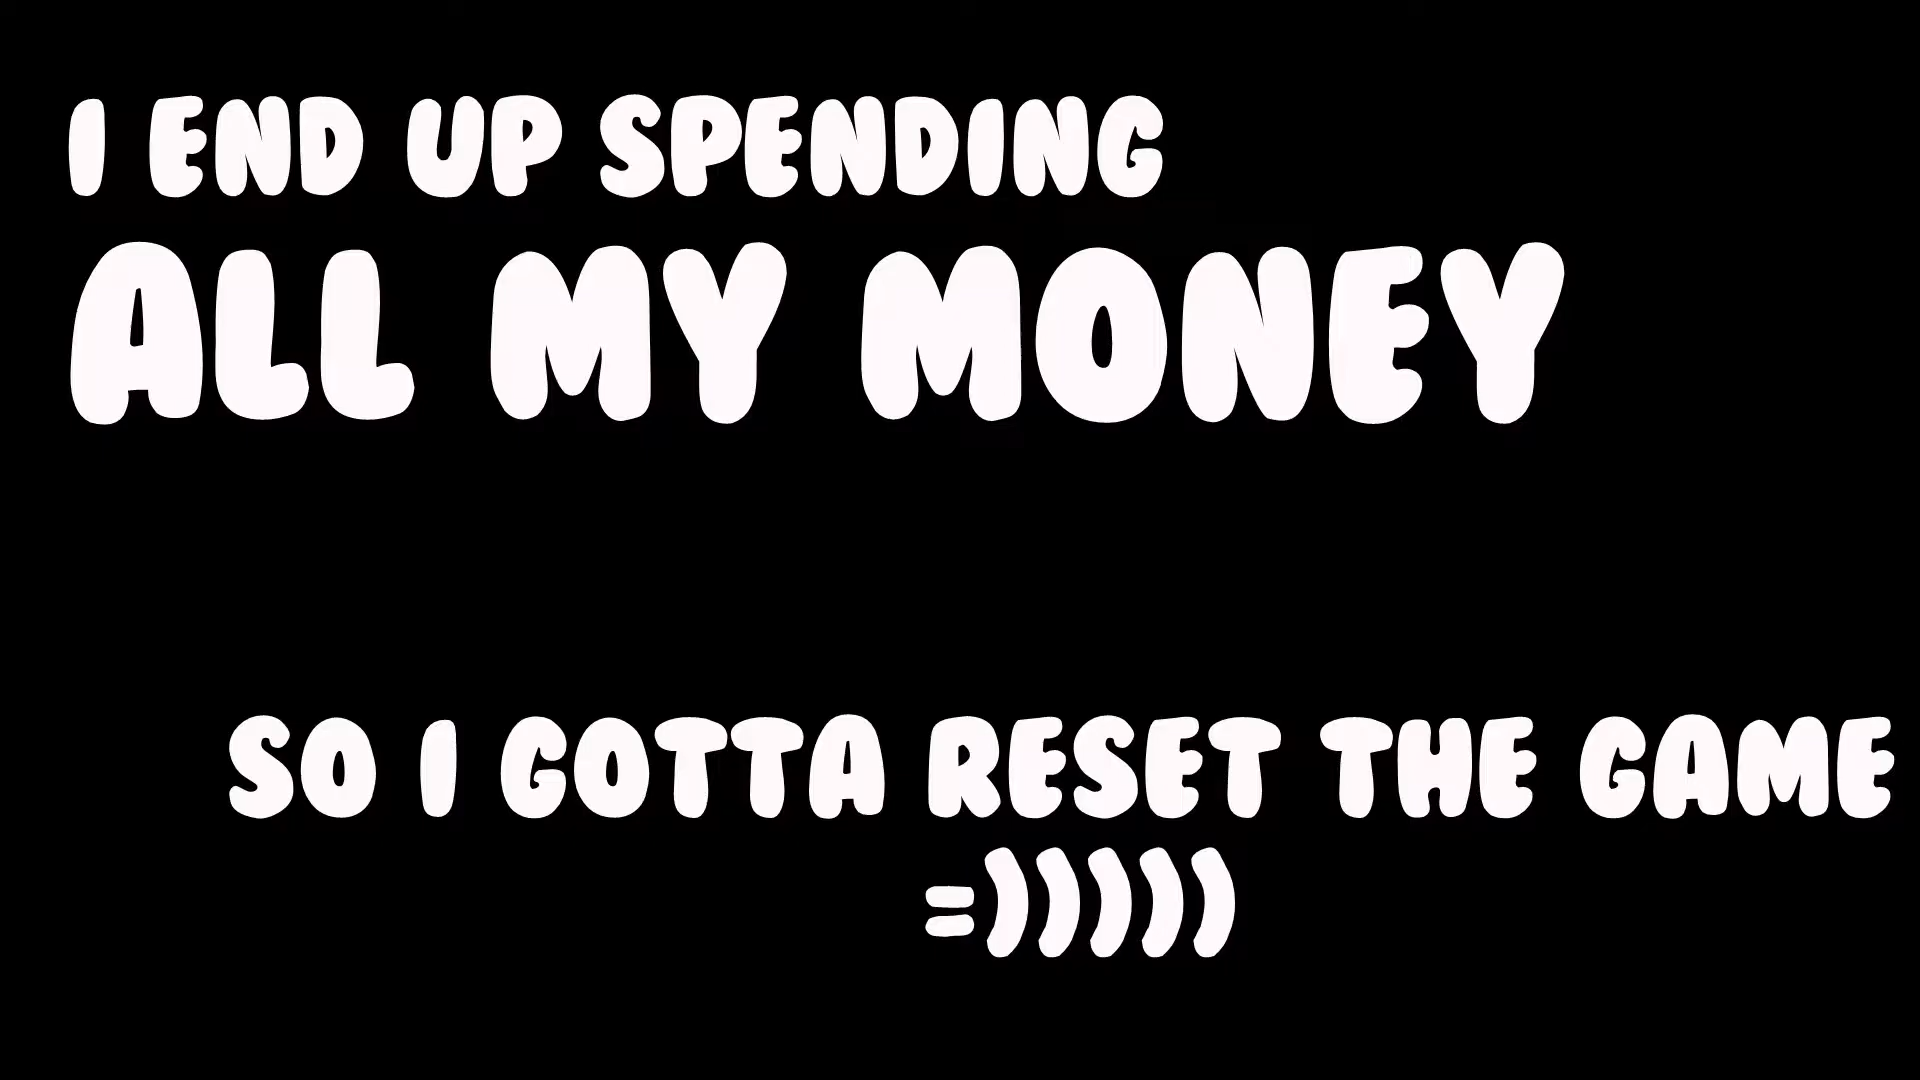 I END UP SPENDING
ALL MY MONEY
SO I GOTTA RESET THE GAME
=)))))